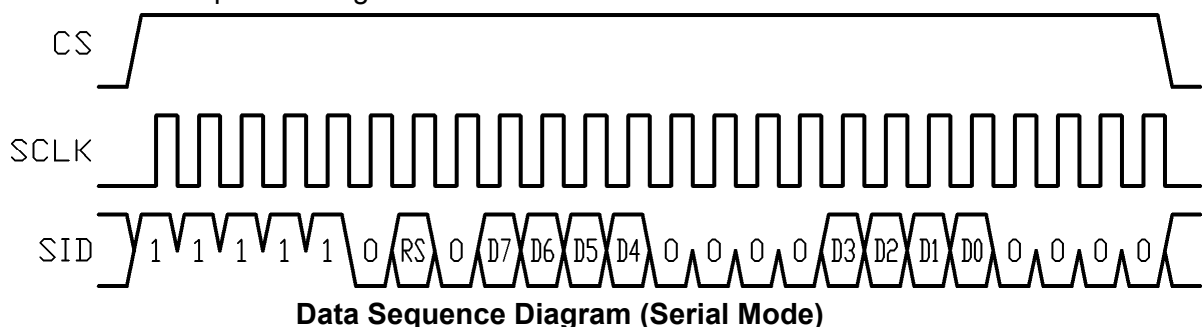 CS
SCLK
SID 1 1 1 1 1 0 RS 0 D7 D6 D5 D4 0 0 0 0 D3 D2 D1 D0 0 0 0 0
Data Sequence Diagram (Serial Mode)